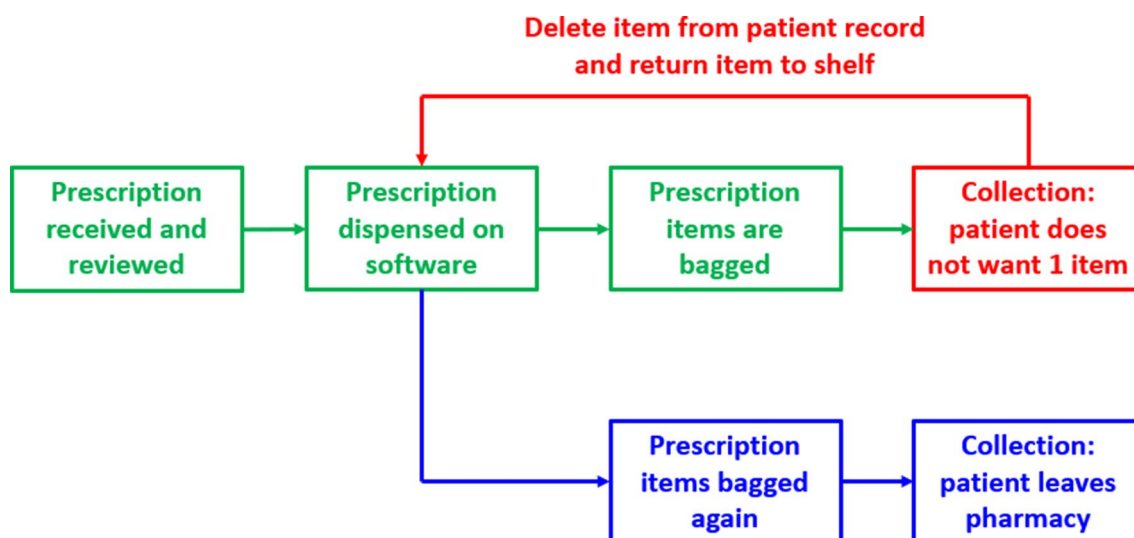 Delete item from patient record
and return item to shelf
Prescription
received and
reviewed
Prescription
dispensed on
software
Prescription
items are
bagged
Collection:
patient does
not want 1 item
Prescription
items bagged
again
Collection:
patient leaves
pharmacy